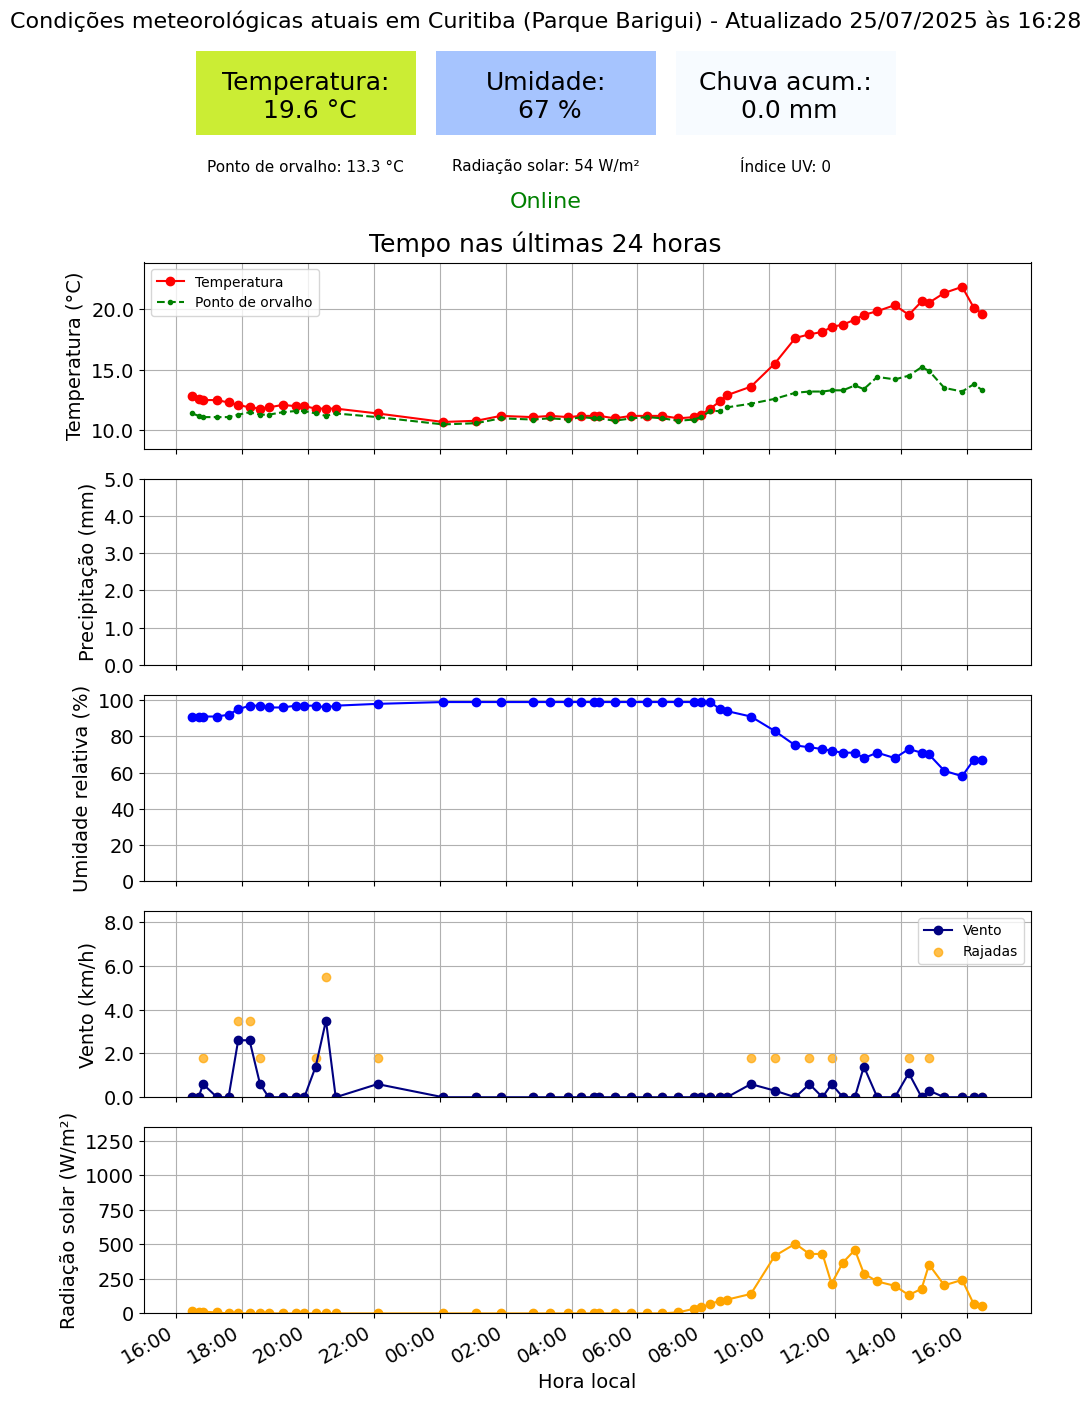 Condições meteorológicas atuais em Curitiba (Parque Barigui) - Atualizado 25/07/2025 às 16:28
Temperatura:
19.6 °C
Umidade:
67 %
Chuva acum.:
0.0 mm
Ponto de orvalho: 13.3 °C
Radiação solar: 54 W/m²
Índice UV: 0
Online
Tempo nas últimas 24 horas
Temperatura (°C)
20.0
15.0
10.0
Temperatura
Ponto de orvalho
Precipitação (mm)
5.0
4.0
3.0
2.0
1.0
0.0
Umidade relativa (%)
100
80
60
40
20
0
Vento (km/h)
8.0
6.0
4.0
2.0
0.0
Vento
Rajadas
Radiação solar (W/m²)
1250
1000
750
500
250
0
16:00
18:00
20:00
22:00
00:00
02:00
04:00
06:00
08:00
10:00
12:00
14:00
16:00
Hora local